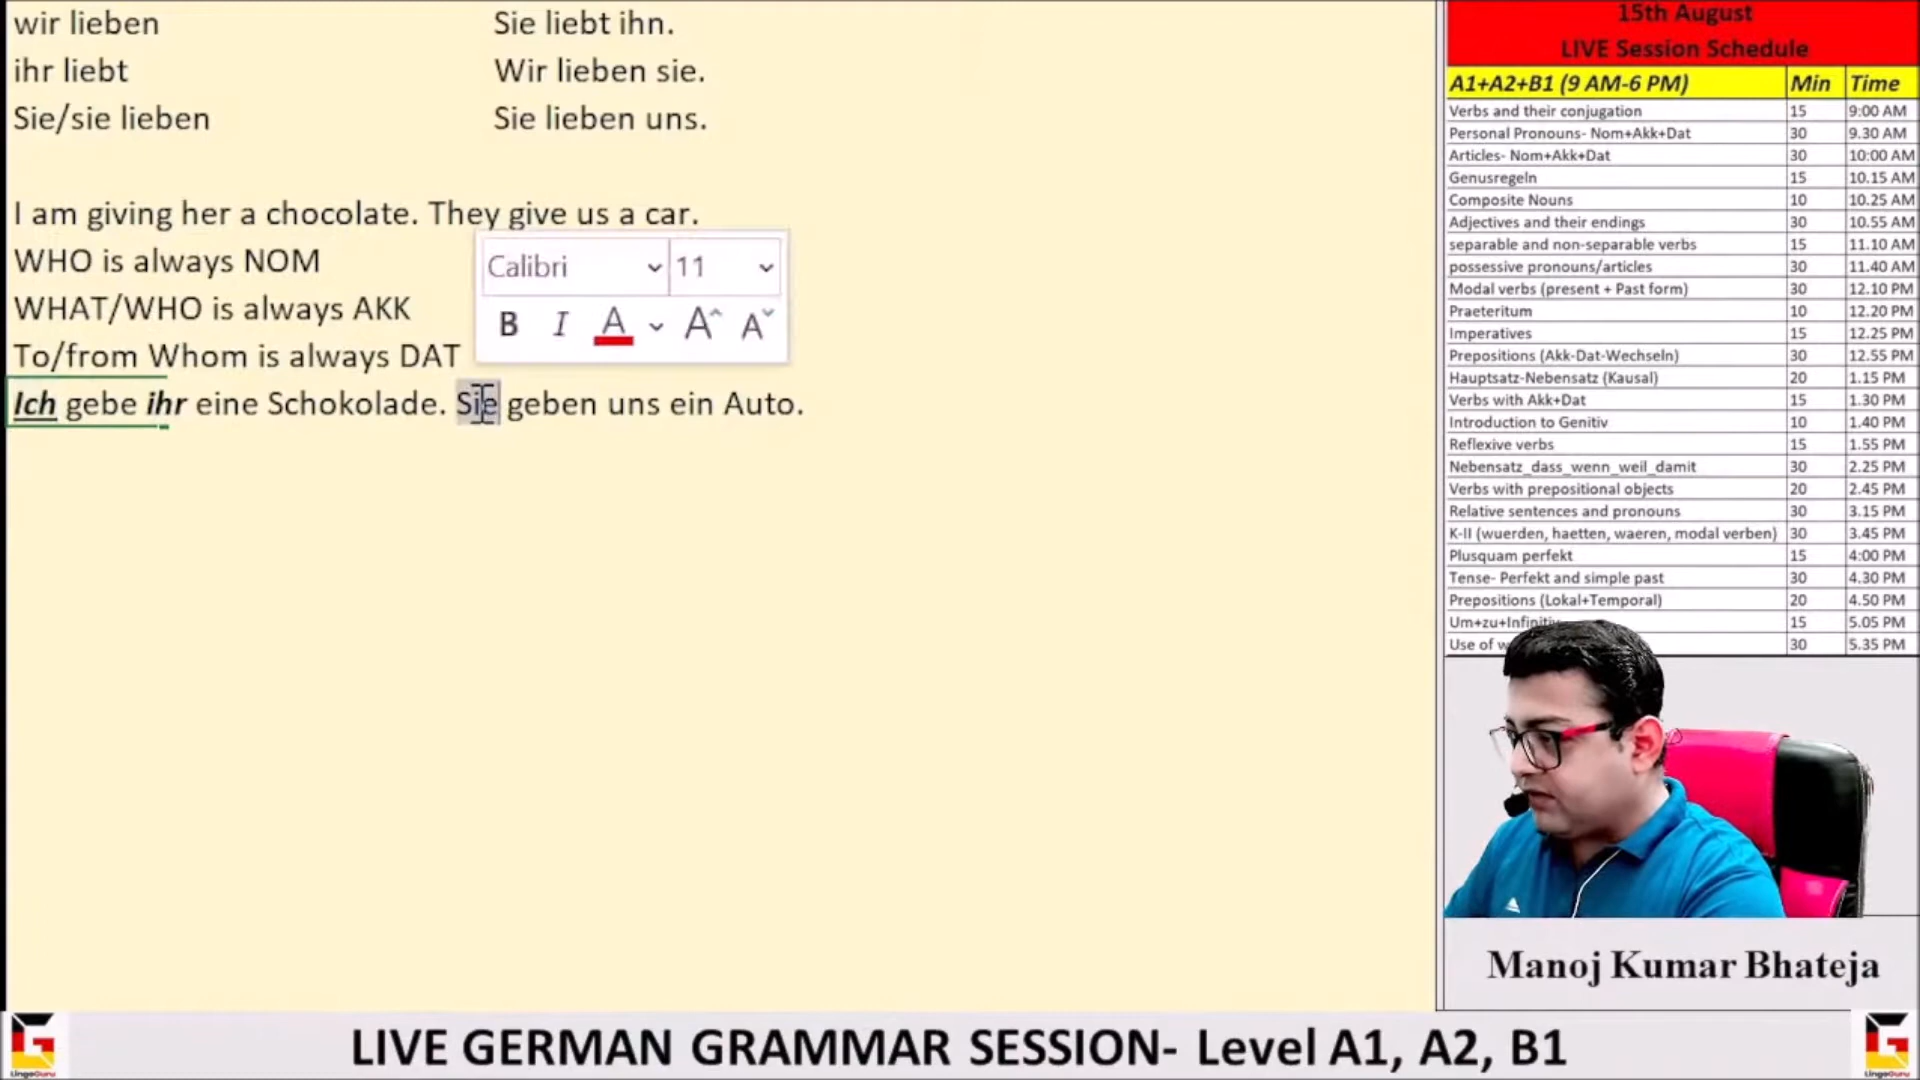 wir lieben Sie liebt ihn.
ihr liebt Wir lieben sie.
Sie/sie lieben Sie lieben uns.
I am giving her a chocolate. They give us a car.
WHO is always NOM
WHAT/WHO is always AKK
To/from Whom is always DAT
Ich gebe ihr eine Schokolade. Sie geben uns ein Auto.
Calibri 11
B I A A A
15th August
LIVE Session Schedule
A1+A2+B1 (9 AM-6 PM) Min Time
Verbs and their conjugation 15 9:00 AM
Personal Pronouns- Nom+Akk+Dat 30 9.30 AM
Articles- Nom+Akk+Dat 30 10:00 AM
Genusregeln 15 10.15 AM
Composite Nouns 10 10.25 AM
Adjectives and their endings 30 10.55 AM
separable and non-separable verbs 15 11.10 AM
possessive pronouns/articles 30 11.40 AM
Modal verbs (present + Past form) 30 12.10 PM
Praeteritum 10 12.20 PM
Imperatives 15 12.25 PM
Prepositions (Akk-Dat-Wechseln) 30 12.55 PM
Hauptsatz-Nebensatz (Kausal) 20 1.15 PM
Verbs with Akk+Dat 15 1.30 PM
Introduction to Genitiv 10 1.40 PM
Reflexive verbs 15 1.55 PM
Nebensatz_dass_wenn_weil_damit 30 2.25 PM
Verbs with prepositional objects 20 2.45 PM
Relative sentences and pronouns 30 3.15 PM
K-II (wuerden, haetten, waeren, modal verben) 30 3.45 PM
Plusquam perfekt 15 4:00 PM
Tense- Perfekt and simple past 30 4.30 PM
Prepositions (Lokal+Temporal) 20 4.50 PM
Um+zu+Infinitiv 15 5.05 PM
Use of 30 5.35 PM
Manoj Kumar Bhateja
LingoGuru
LIVE GERMAN GRAMMAR SESSION- Level A1, A2, B1
LingoGuru